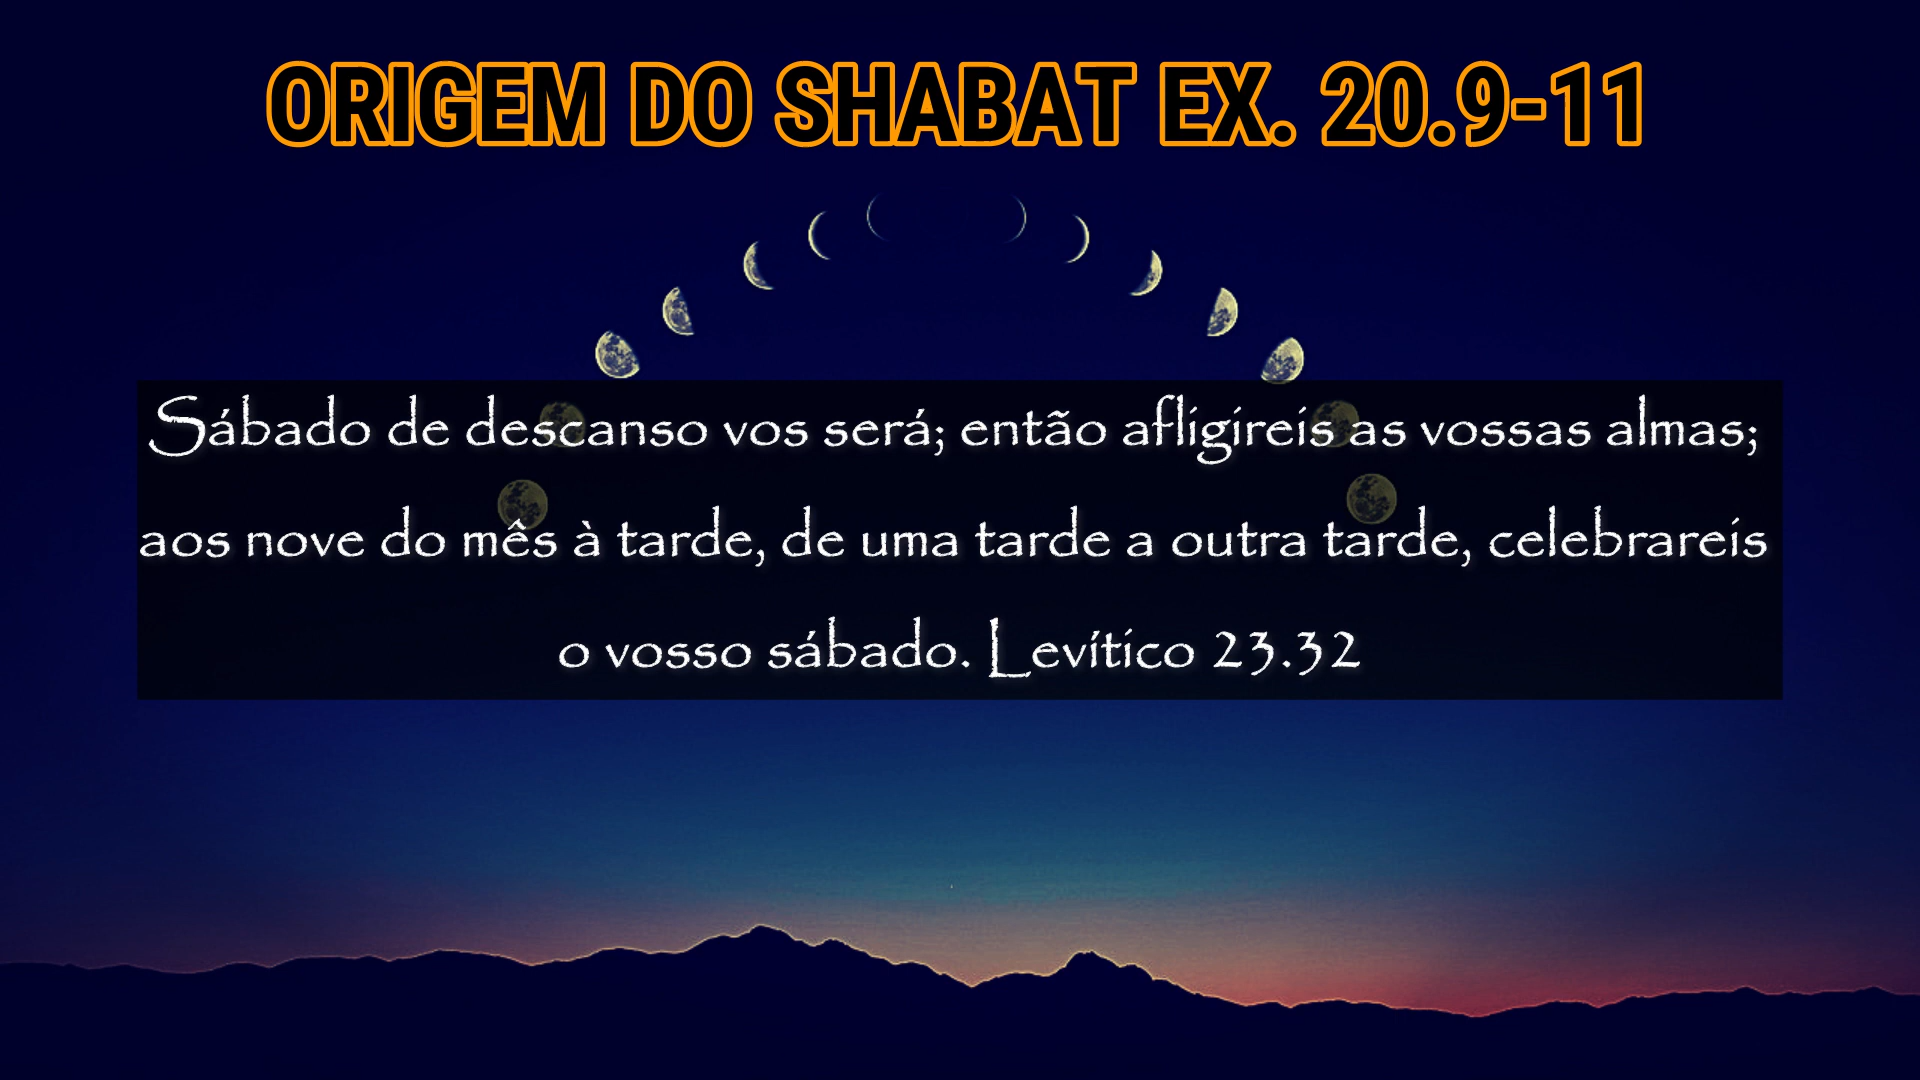 ORIGEM DO SHABAT EX. 20.9-11
Sábado de descanso vos será; então afligireis as vossas almas;
aos nove do mês à tarde, de uma tarde a outra tarde, celebrareis
o vosso sábado. Levítico 23.32